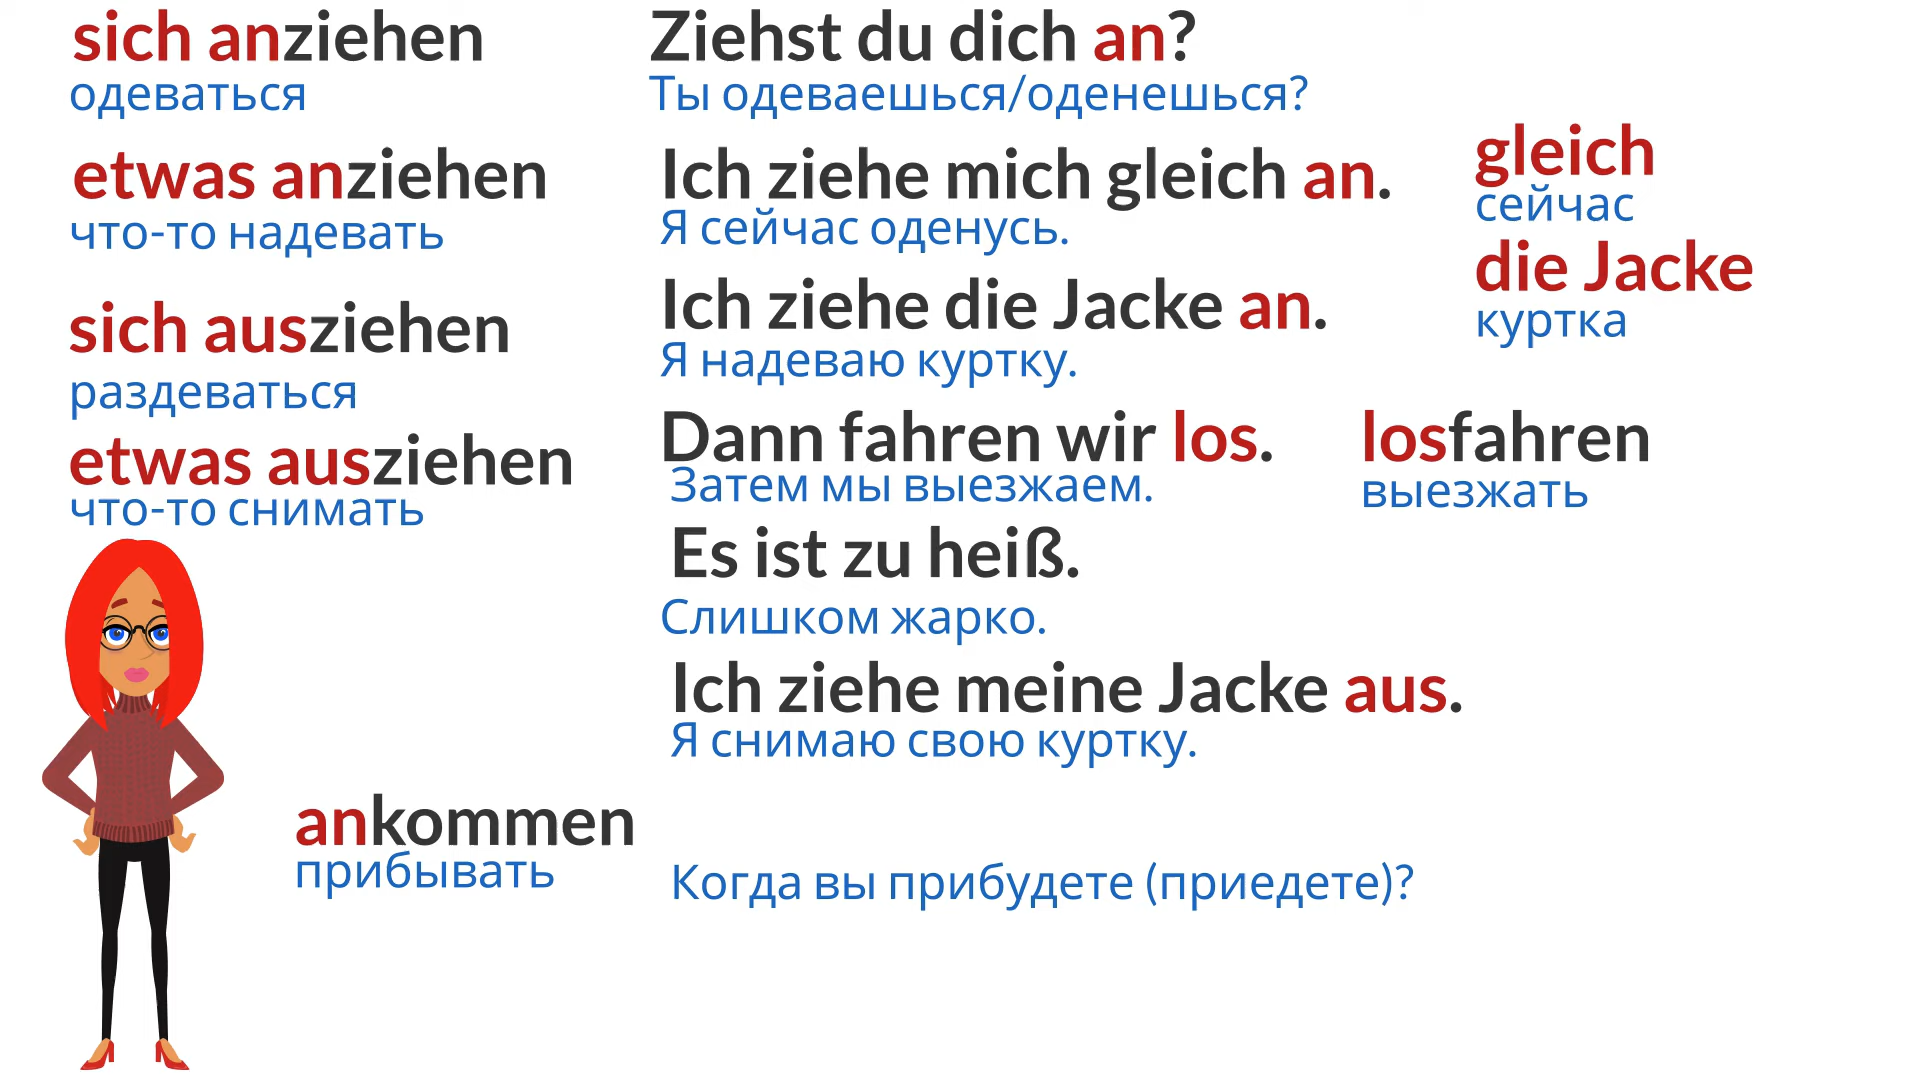 sich anziehen
одеваться
etwas anziehen
что-то надевать
sich ausziehen
раздеваться
etwas ausziehen
что-то снимать
Ziehst du dich an?
Ты одеваешься/оденешься?
Ich ziehe mich gleich an.
Я сейчас оденусь.
gleich
сейчас
Ich ziehe die Jacke an.
Я надеваю куртку.
die Jacke
куртка
Dann fahren wir los.
Затем мы выезжаем.
losfahren
выезжать
Es ist zu heiß.
Слишком жарко.
Ich ziehe meine Jacke aus.
Я снимаю свою куртку.
ankommen
прибывать
Когда вы прибудете (приедете)?